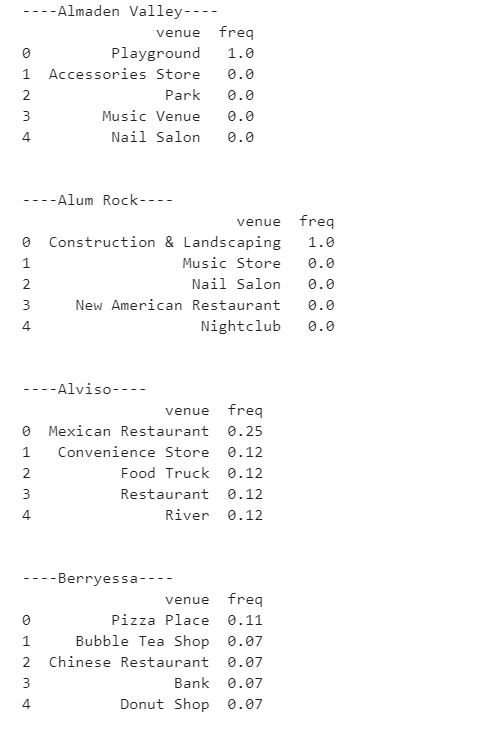 ----Almaden Valley----
venue freq
0 Playground 1.0
1 Accessories Store 0.0
2 Park 0.0
3 Music Venue 0.0
4 Nail Salon 0.0
----Alum Rock----
venue freq
0 Construction & Landscaping 1.0
1 Music Store 0.0
2 Nail Salon 0.0
3 New American Restaurant 0.0
4 Nightclub 0.0
----Alviso----
venue freq
0 Mexican Restaurant 0.25
1 Convenience Store 0.12
2 Food Truck 0.12
3 Restaurant 0.12
4 River 0.12
----Berryessa----
venue freq
0 Pizza Place 0.11
1 Bubble Tea Shop 0.07
2 Chinese Restaurant 0.07
3 Bank 0.07
4 Donut Shop 0.07